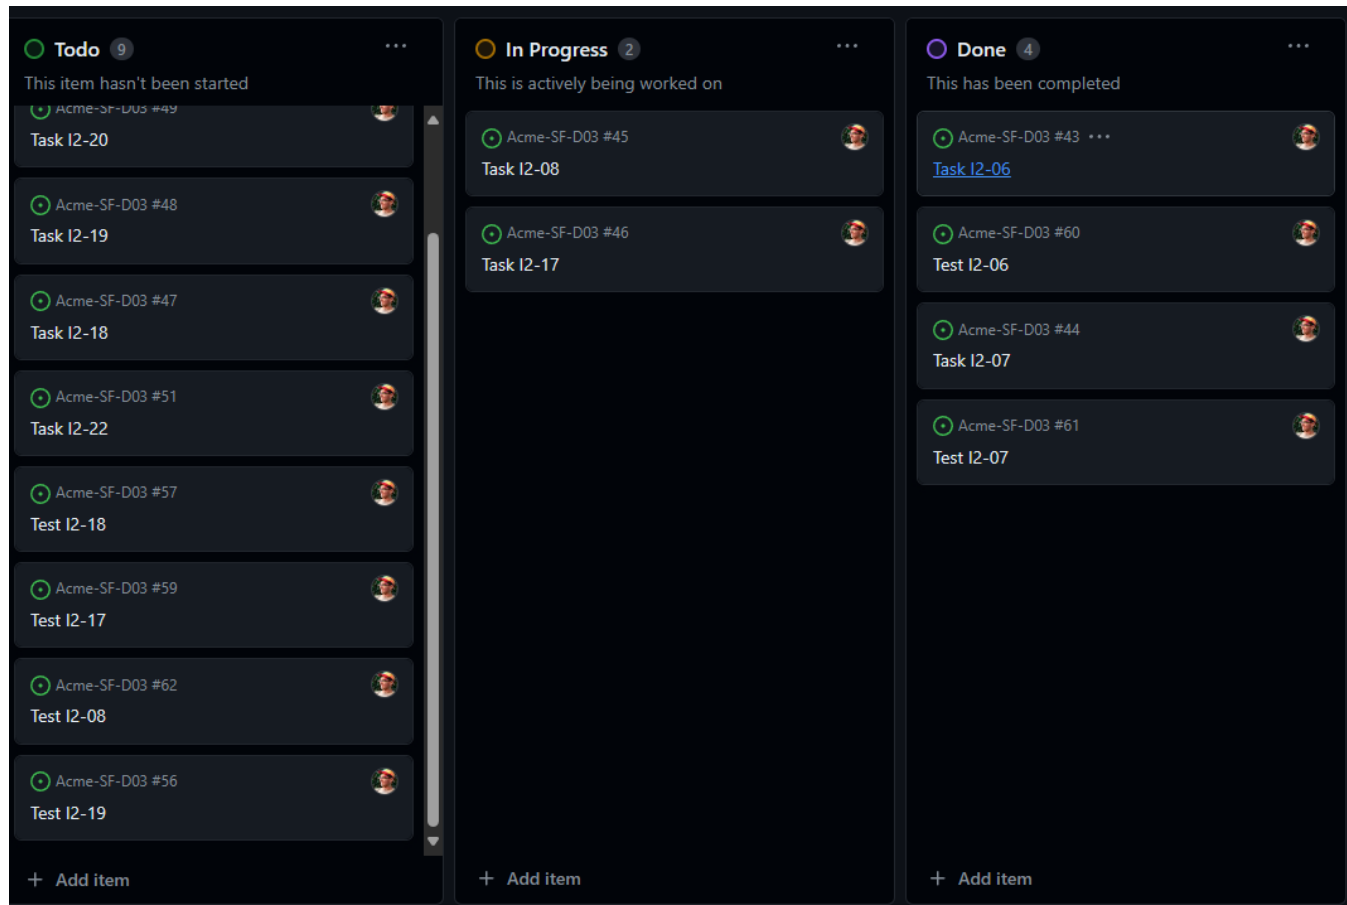 Todo 9
This item hasn't been started
Acme-SF-D03 #49
Task I2-20
Acme-SF-D03 #48
Task I2-19
Acme-SF-D03 #47
Task I2-18
Acme-SF-D03 #51
Task I2-22
Acme-SF-D03 #57
Test I2-18
Acme-SF-D03 #59
Test I2-17
Acme-SF-D03 #62
Test I2-08
Acme-SF-D03 #56
Test I2-19
+ Add item
In Progress 2
This is actively being worked on
Acme-SF-D03 #45
Task I2-08
Acme-SF-D03 #46
Task I2-17
+ Add item
Done 4
This has been completed
Acme-SF-D03 #43 ···
Task I2-06
Acme-SF-D03 #60
Test I2-06
Acme-SF-D03 #44
Task I2-07
Acme-SF-D03 #61
Test I2-07
+ Add item